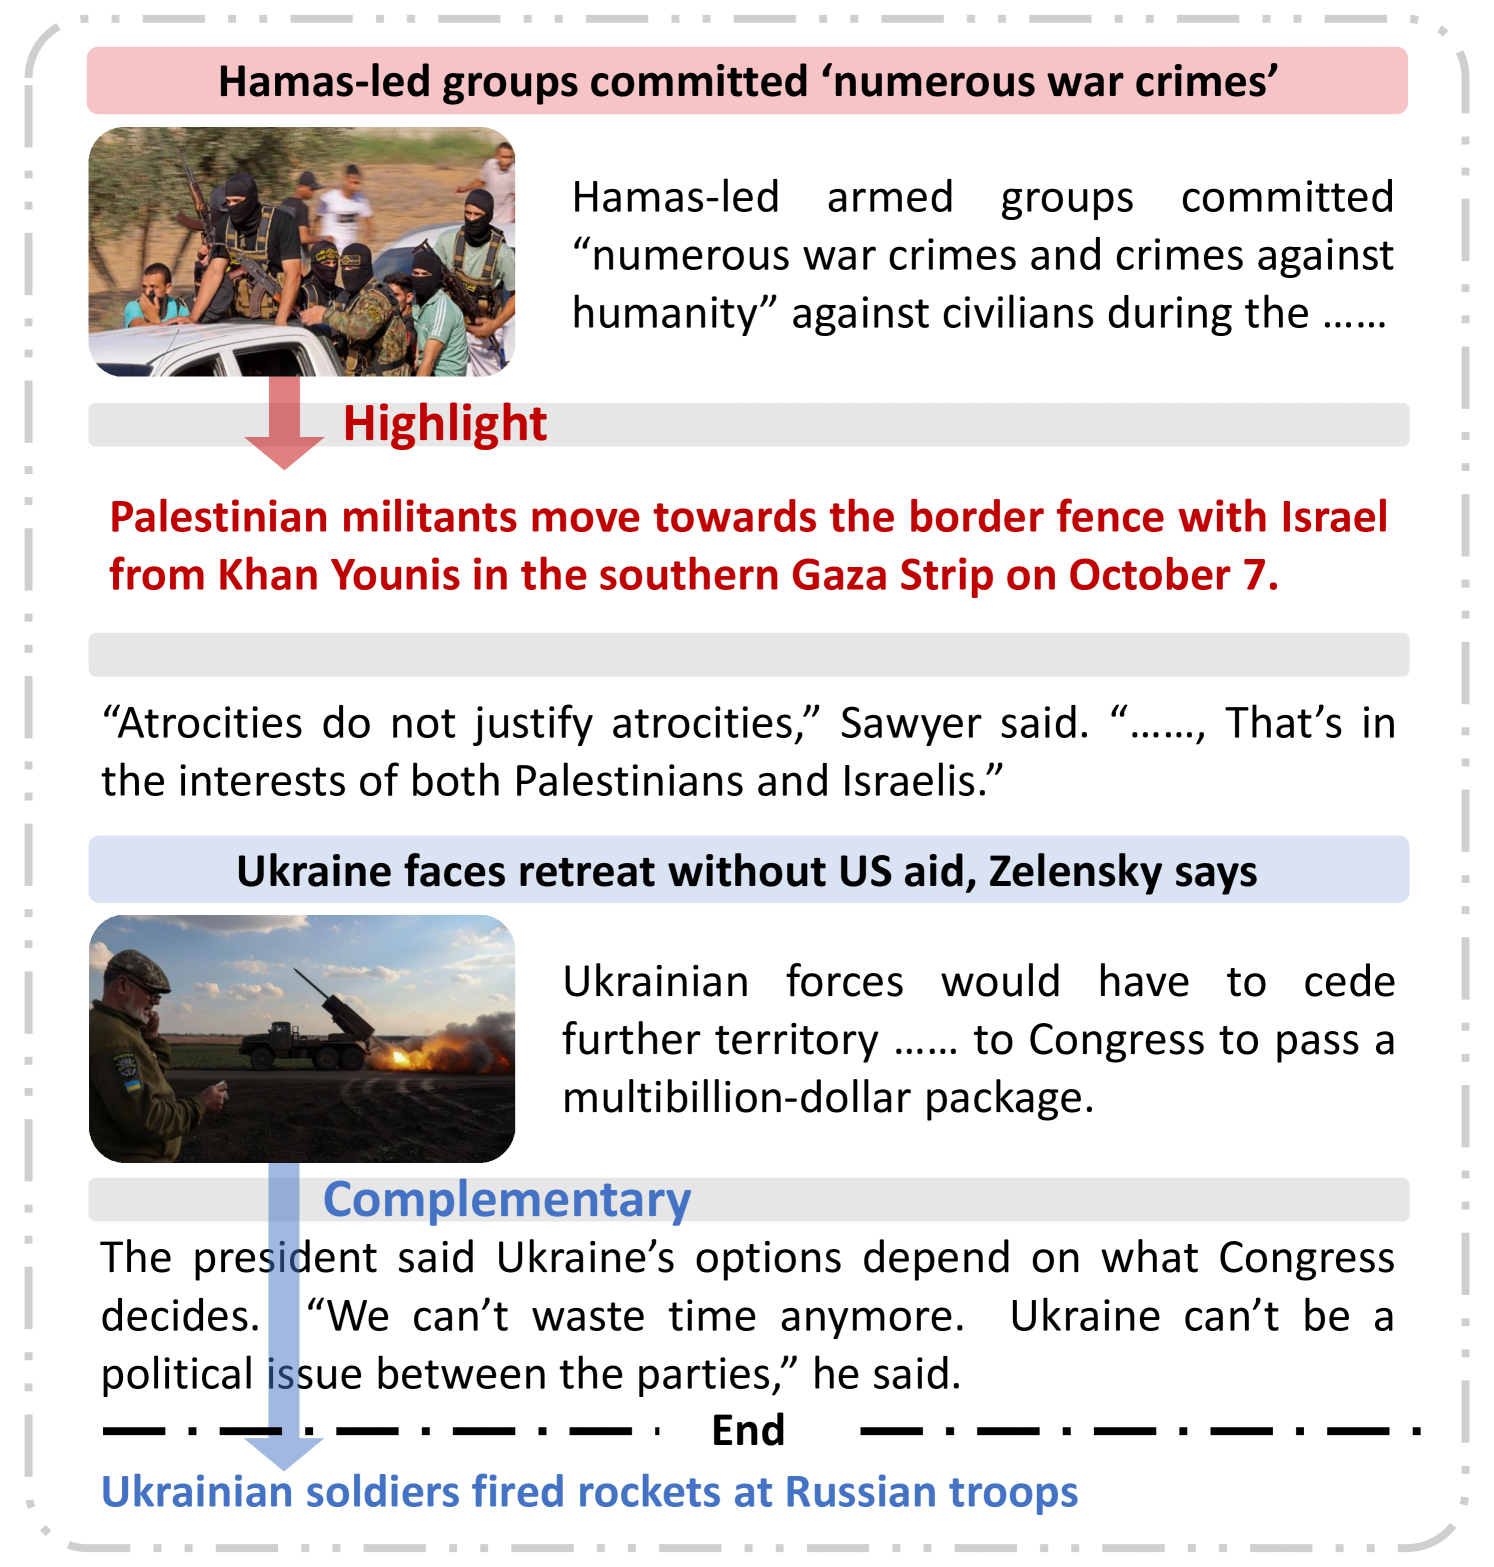 Hamas-led groups committed ‘numerous war crimes’
Hamas-led armed groups committed
“numerous war crimes and crimes against
humanity” against civilians during the ......
Highlight
Palestinian militants move towards the border fence with Israel
from Khan Younis in the southern Gaza Strip on October 7.
“Atrocities do not justify atrocities,” Sawyer said. “......, That’s in
the interests of both Palestinians and Israelis.”
Ukraine faces retreat without US aid, Zelensky says
Ukrainian forces would have to cede
further territory ...... to Congress to pass a
multibillion-dollar package.
Complementary
The president said Ukraine’s options depend on what Congress
decides. “We can’t waste time anymore. Ukraine can’t be a
political issue between the parties,” he said.
End
Ukrainian soldiers fired rockets at Russian troops